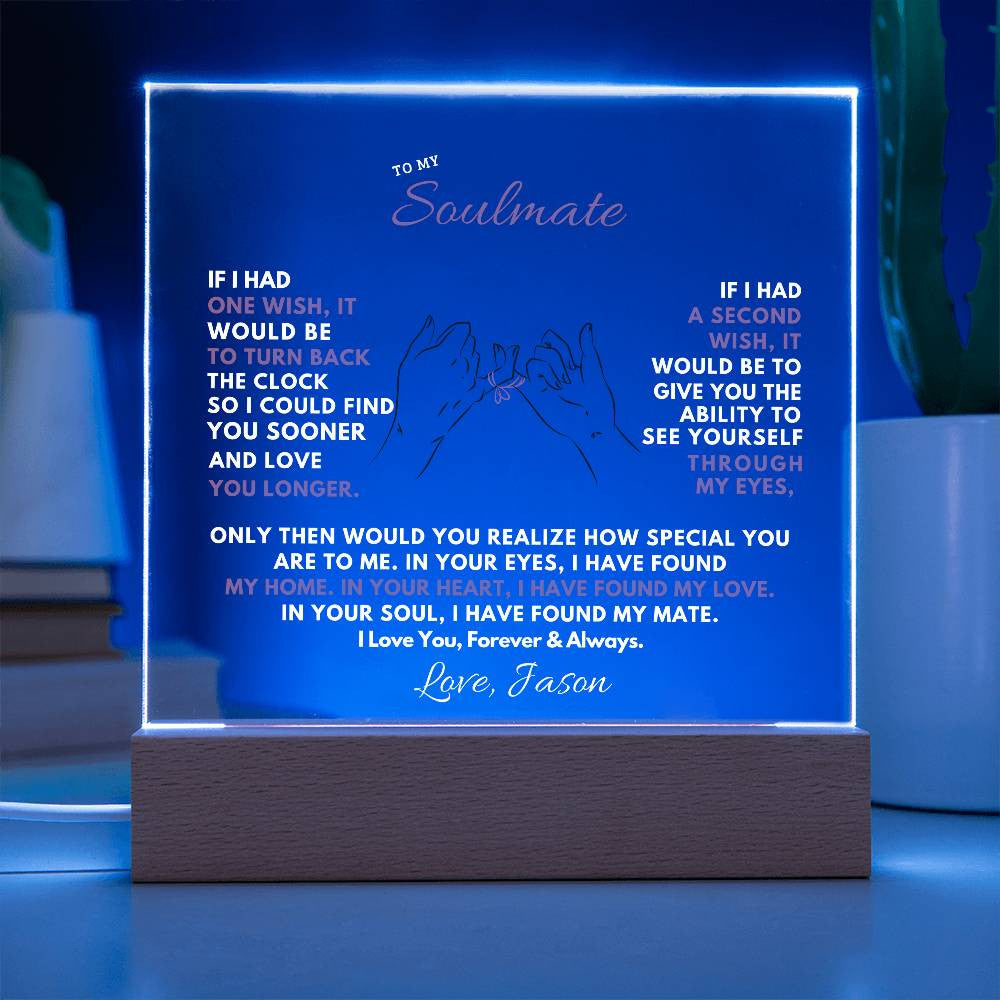 TO MY
Soulmate
IF I HAD
ONE WISH, IT
WOULD BE
TO TURN BACK
THE CLOCK
SO I COULD FIND
YOU SOONER
AND LOVE
YOU LONGER.
IF I HAD
A SECOND
WISH, IT
WOULD BE TO
GIVE YOU THE
ABILITY TO
SEE YOURSELF
THROUGH
MY EYES,
ONLY THEN WOULD YOU REALIZE HOW SPECIAL YOU
ARE TO ME. IN YOUR EYES, I HAVE FOUND
MY HOME. IN YOUR HEART, I HAVE FOUND MY LOVE.
IN YOUR SOUL, I HAVE FOUND MY MATE.
I Love You, Forever & Always.
Love, Jason